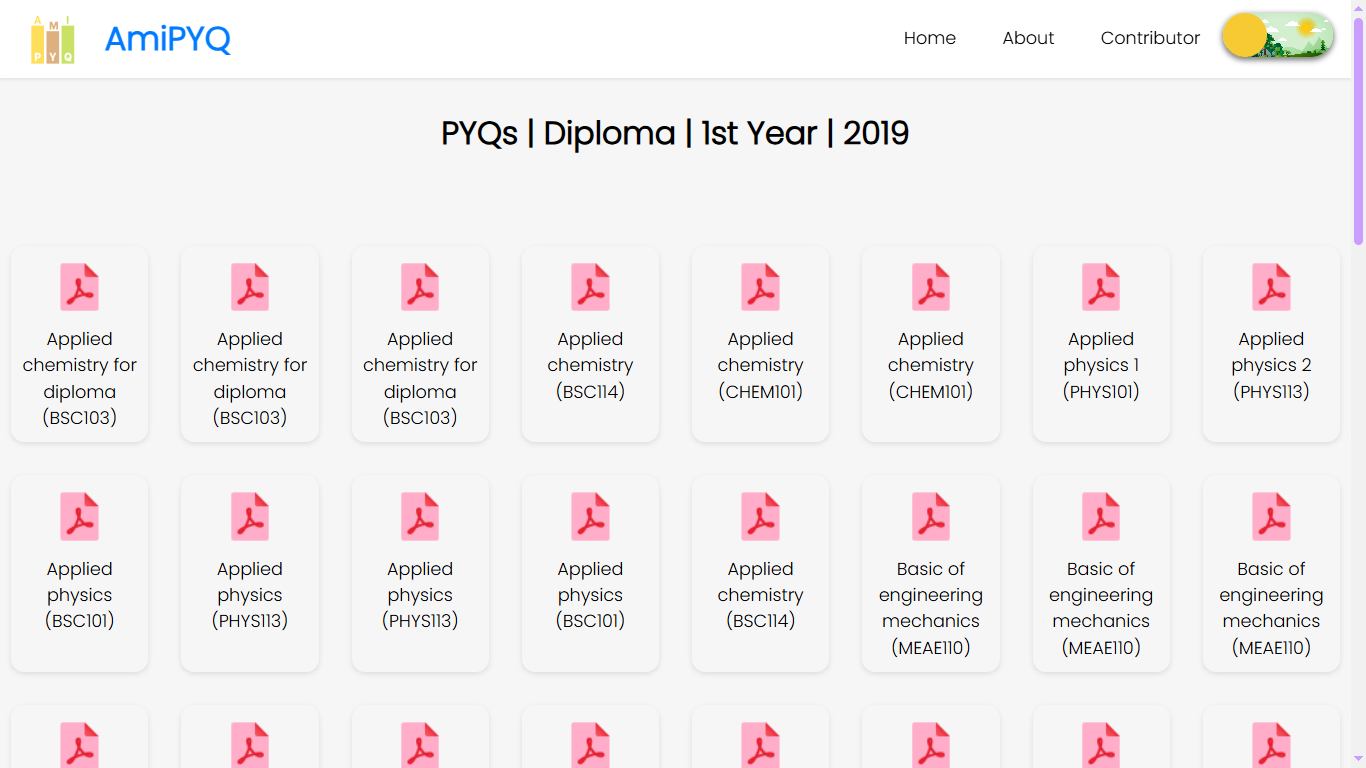 A M I
P Y Q
AmiPYQ
Home
About
Contributor
PYQs | Diploma | 1st Year | 2019
Applied
chemistry for
diploma
(BSC103)
Applied
chemistry for
diploma
(BSC103)
Applied
chemistry for
diploma
(BSC103)
Applied
chemistry
(BSC114)
Applied
chemistry
(CHEM101)
Applied
chemistry
(CHEM101)
Applied
physics 1
(PHYS101)
Applied
physics 2
(PHYS113)
Applied
physics
(BSC101)
Applied
physics
(PHYS113)
Applied
physics
(PHYS113)
Applied
physics
(BSC101)
Applied
chemistry
(BSC114)
Basic of
engineering
mechanics
(MEAE110)
Basic of
engineering
mechanics
(MEAE110)
Basic of
engineering
mechanics
(MEAE110)